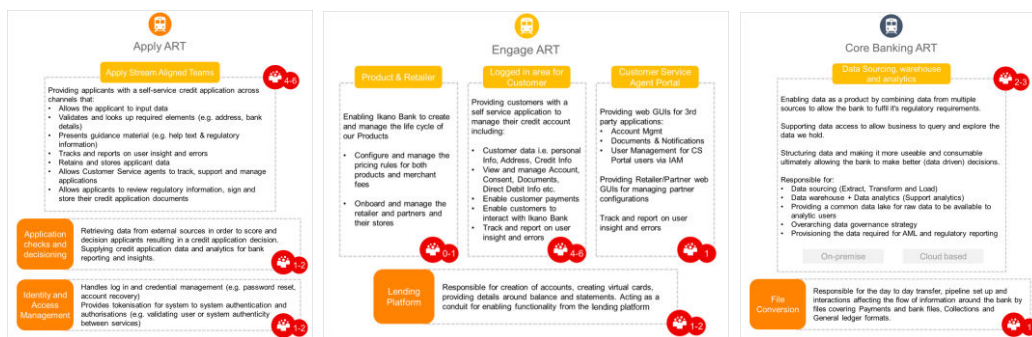 Apply ART
Apply Stream Aligned Teams
4-6
Providing applicants with a self-service credit application across
channels that:
• Allows the applicant to input data
• Validates and looks up required elements (e.g. address, bank
details)
• Presents guidance material (e.g. help text & regulatory
information)
• Tracks and reports on user insight and errors
• Retains and stores applicant data
• Allows Customer Service agents to track, support and manage
applications
• Allows applicants to review regulatory information, sign and
store their credit application documents
Application
checks and
decisioning
Retrieving data from external sources in order to score and
decision applicants resulting in a credit application decision.
Supplying credit application data and analytics for bank
reporting and insights.
1-2
Identity and
Access
Management
Handles log in and credential management (e.g. password reset,
account recovery)
Provides tokenisation for system to system authentication and
authorisations (e.g. validating user or system authenticity
between services)
1-2
Engage ART
Product & Retailer
Enabling Ikano Bank to create
and manage the life cycle of
our Products
• Configure and manage the
pricing rules for both
products and merchant
fees
• Onboard and manage the
retailer and partners and
their stores
0-1
Logged in area for
Customer
Providing customers with a
self service application to
manage their credit account
including:
• Customer data i.e. personal
Info, Address, Credit Info
• View and manage Account,
Consent, Documents,
Direct Debit Info etc.
• Enable customer payments
• Enable customers to
interact with Ikano Bank
• Track and report on user
insight and errors
4-6
Customer Service
Agent Portal
Providing web GUIs for 3rd
party applications:
• Account Mgmt
• Documents & Notifications
• User Management for CS
Portal users via IAM
Providing Retailer/Partner web
GUIs for managing partner
configurations
Track and report on user
insight and errors
1
Lending
Platform
Responsible for creation of accounts, creating virtual cards,
providing details around balance and statements. Acting as a
conduit for enabling functionality from the lending platform
1-2
Core Banking ART
Data Sourcing, warehouse
and analytics
2-3
Enabling data as a product by combining data from multiple
sources to allow the bank to fulfil it's regulatory requirements.
Supporting data access to allow business to query and explore the
data we hold.
Structuring data and making it more useable and consumable
ultimately allowing the bank to make better (data driven) decisions.
Responsible for:
• Data sourcing (Extract, Transform and Load)
• Data warehouse + Data analytics (Support analytics)
• Providing a common data lake for raw data to be available to
analytic users
• Overarching data governance strategy
• Provisioning the data required for AML and regulatory reporting
On-premise
Cloud based
File
Conversion
Responsible for the day to day transfer, pipeline set up and
interactions affecting the flow of information around the bank by
files covering Payments and bank files, Collections and
General ledger formats.
1